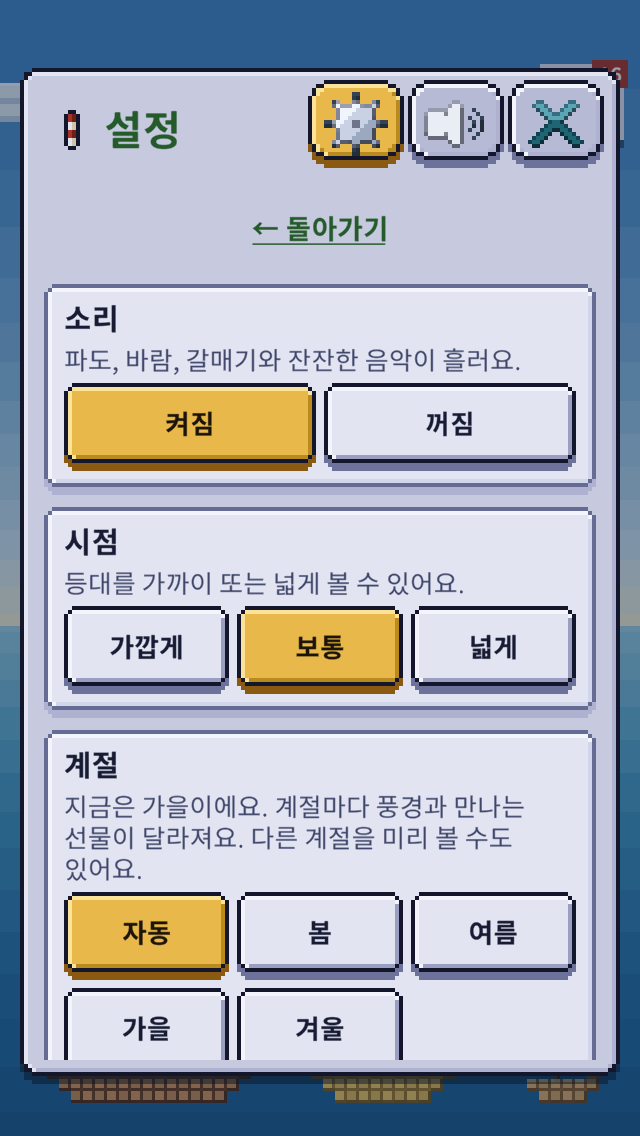 설정
← 돌아가기
소리
파도, 바람, 갈매기와 잔잔한 음악이 흘러요.
켜짐
꺼짐
시점
등대를 가까이 또는 넓게 볼 수 있어요.
가깝게
보통
넓게
계절
지금은 가을이에요. 계절마다 풍경과 만나는
선물이 달라져요. 다른 계절을 미리 볼 수도
있어요.
자동
봄
여름
가을
겨울